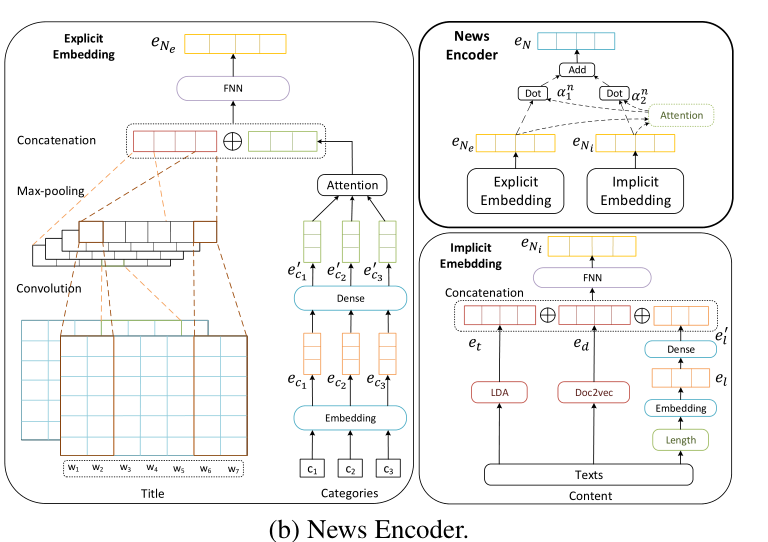 Explicit
Embedding
e_{N_e}
FNN
Concatenation
⊕
Max-pooling
Attention
e'_{c_1} e'_{c_2} e'_{c_3}
Convolution
Dense
e_{c_1} e_{c_2} e_{c_3}
Embedding
w_1 w_2 w_3 w_4 w_5 w_6 w_7
c_1 c_2 c_3
Title
Categories
News
Encoder
e_N
Add
Dot α_1^n Dot α_2^n
Attention
e_{N_e} e_{N_i}
Explicit
Embedding
Implicit
Embedding
Implicit
Emebdding
e_{N_i}
FNN
Concatenation
⊕ ⊕
e_t e_d e_l'
Dense
e_l
LDA Doc2vec
Embedding
Length
Texts
Content
(b) News Encoder.